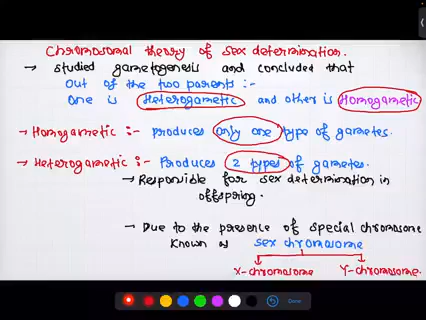 Chromosomal theory of sex determination.
→ studied gametogenesis and concluded that
Out of the two parents :-
One is Heterogametic and other is Homogametic
→ Homogametic :- produces only one type of gametes.
→ Heterogametic :- Produces 2 types of gametes.
→ Responsible for sex determination in
offspring.
→ Due to the presence of special chromosome
known as sex chromosome
X-chromosome Y-chromosome.
Done